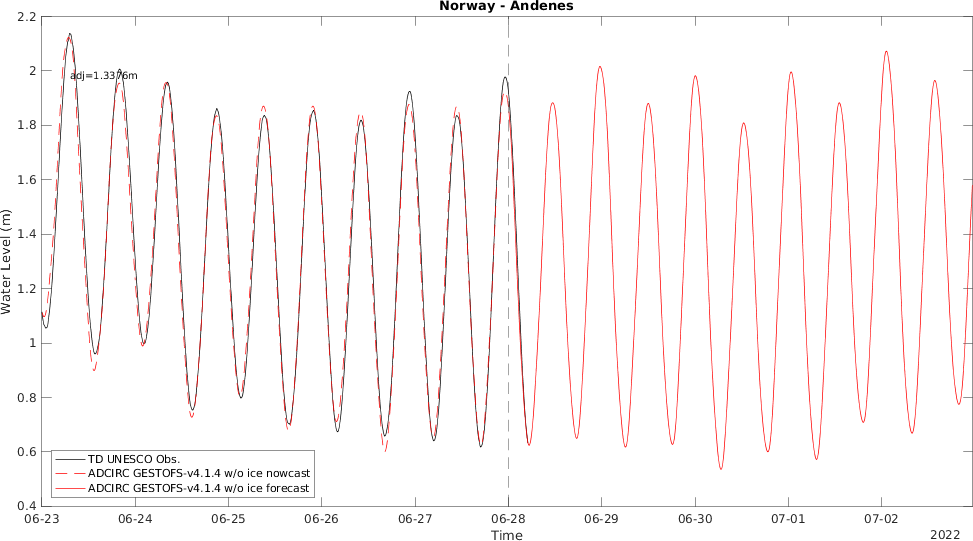 Norway - Andenes
2.2
2
1.8
1.6
1.4
1.2
1
0.8
0.6
0.4
Water Level (m)
adj=1.3376m
TD UNESCO Obs.
ADCIRC GESTOFS-v4.1.4 w/o ice nowcast
ADCIRC GESTOFS-v4.1.4 w/o ice forecast
06-23 06-24 06-25 06-26 06-27 06-28 06-29 06-30 07-01 07-02
Time
2022